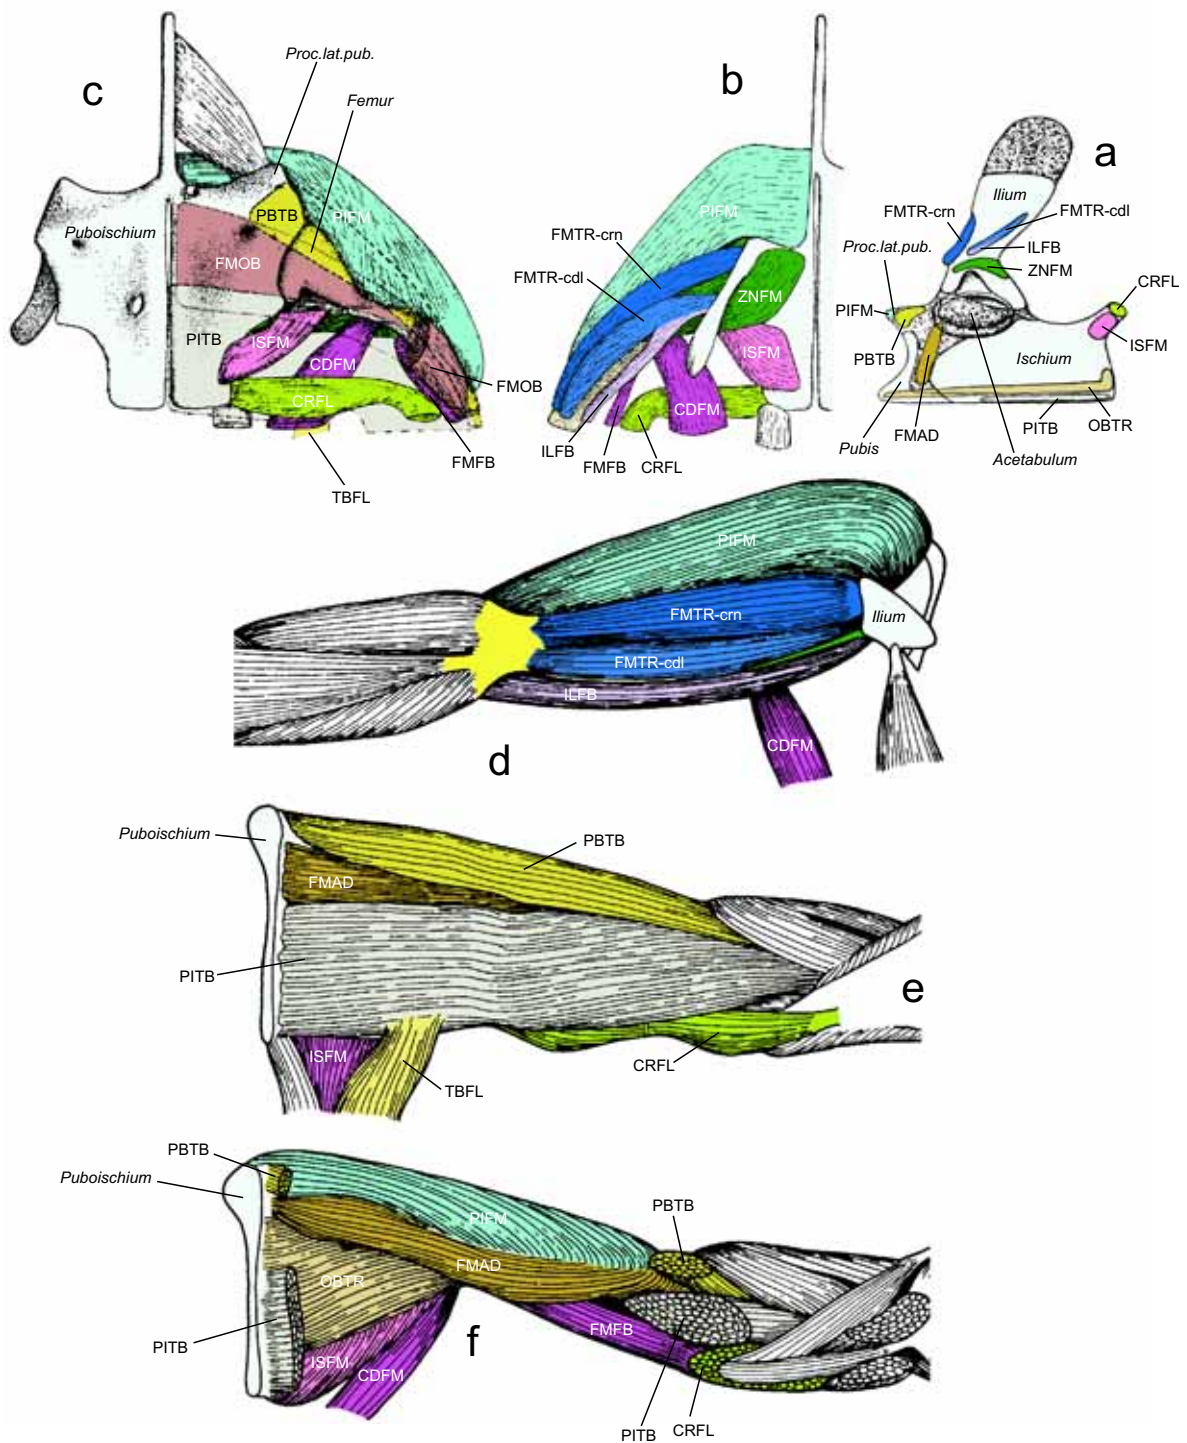 c
Proc.lat.pub.
Femur
PBTB
PIFM
Puboischium
FMOB
PITB
ISFM
CDFM
FMOB
CRFL
FMFB
TBFL
b
PIFM
FMTR-crn
FMTR-cdl
ZNFM
ISFM
CDFM
ILFB
FMFB
CRFL
a
Ilium
FMTR-crn
FMTR-cdl
ILFB
Proc.lat.pub.
ZNFM
CRFL
PIFM
ISFM
PBTB
Ischium
PITB
OBTR
Pubis
FMAD
Acetabulum
PIFM
FMTR-crn
Ilium
FMTR-cdl
ILFB
CDFM
d
Puboischium
PBTB
FMAD
PITB
e
ISFM
CRFL
TBFL
PBTB
Puboischium
PIFM
PBTB
FMAD
OBTR
PITB
FMFB
ISFM
f
CDFM
PITB
CRFL